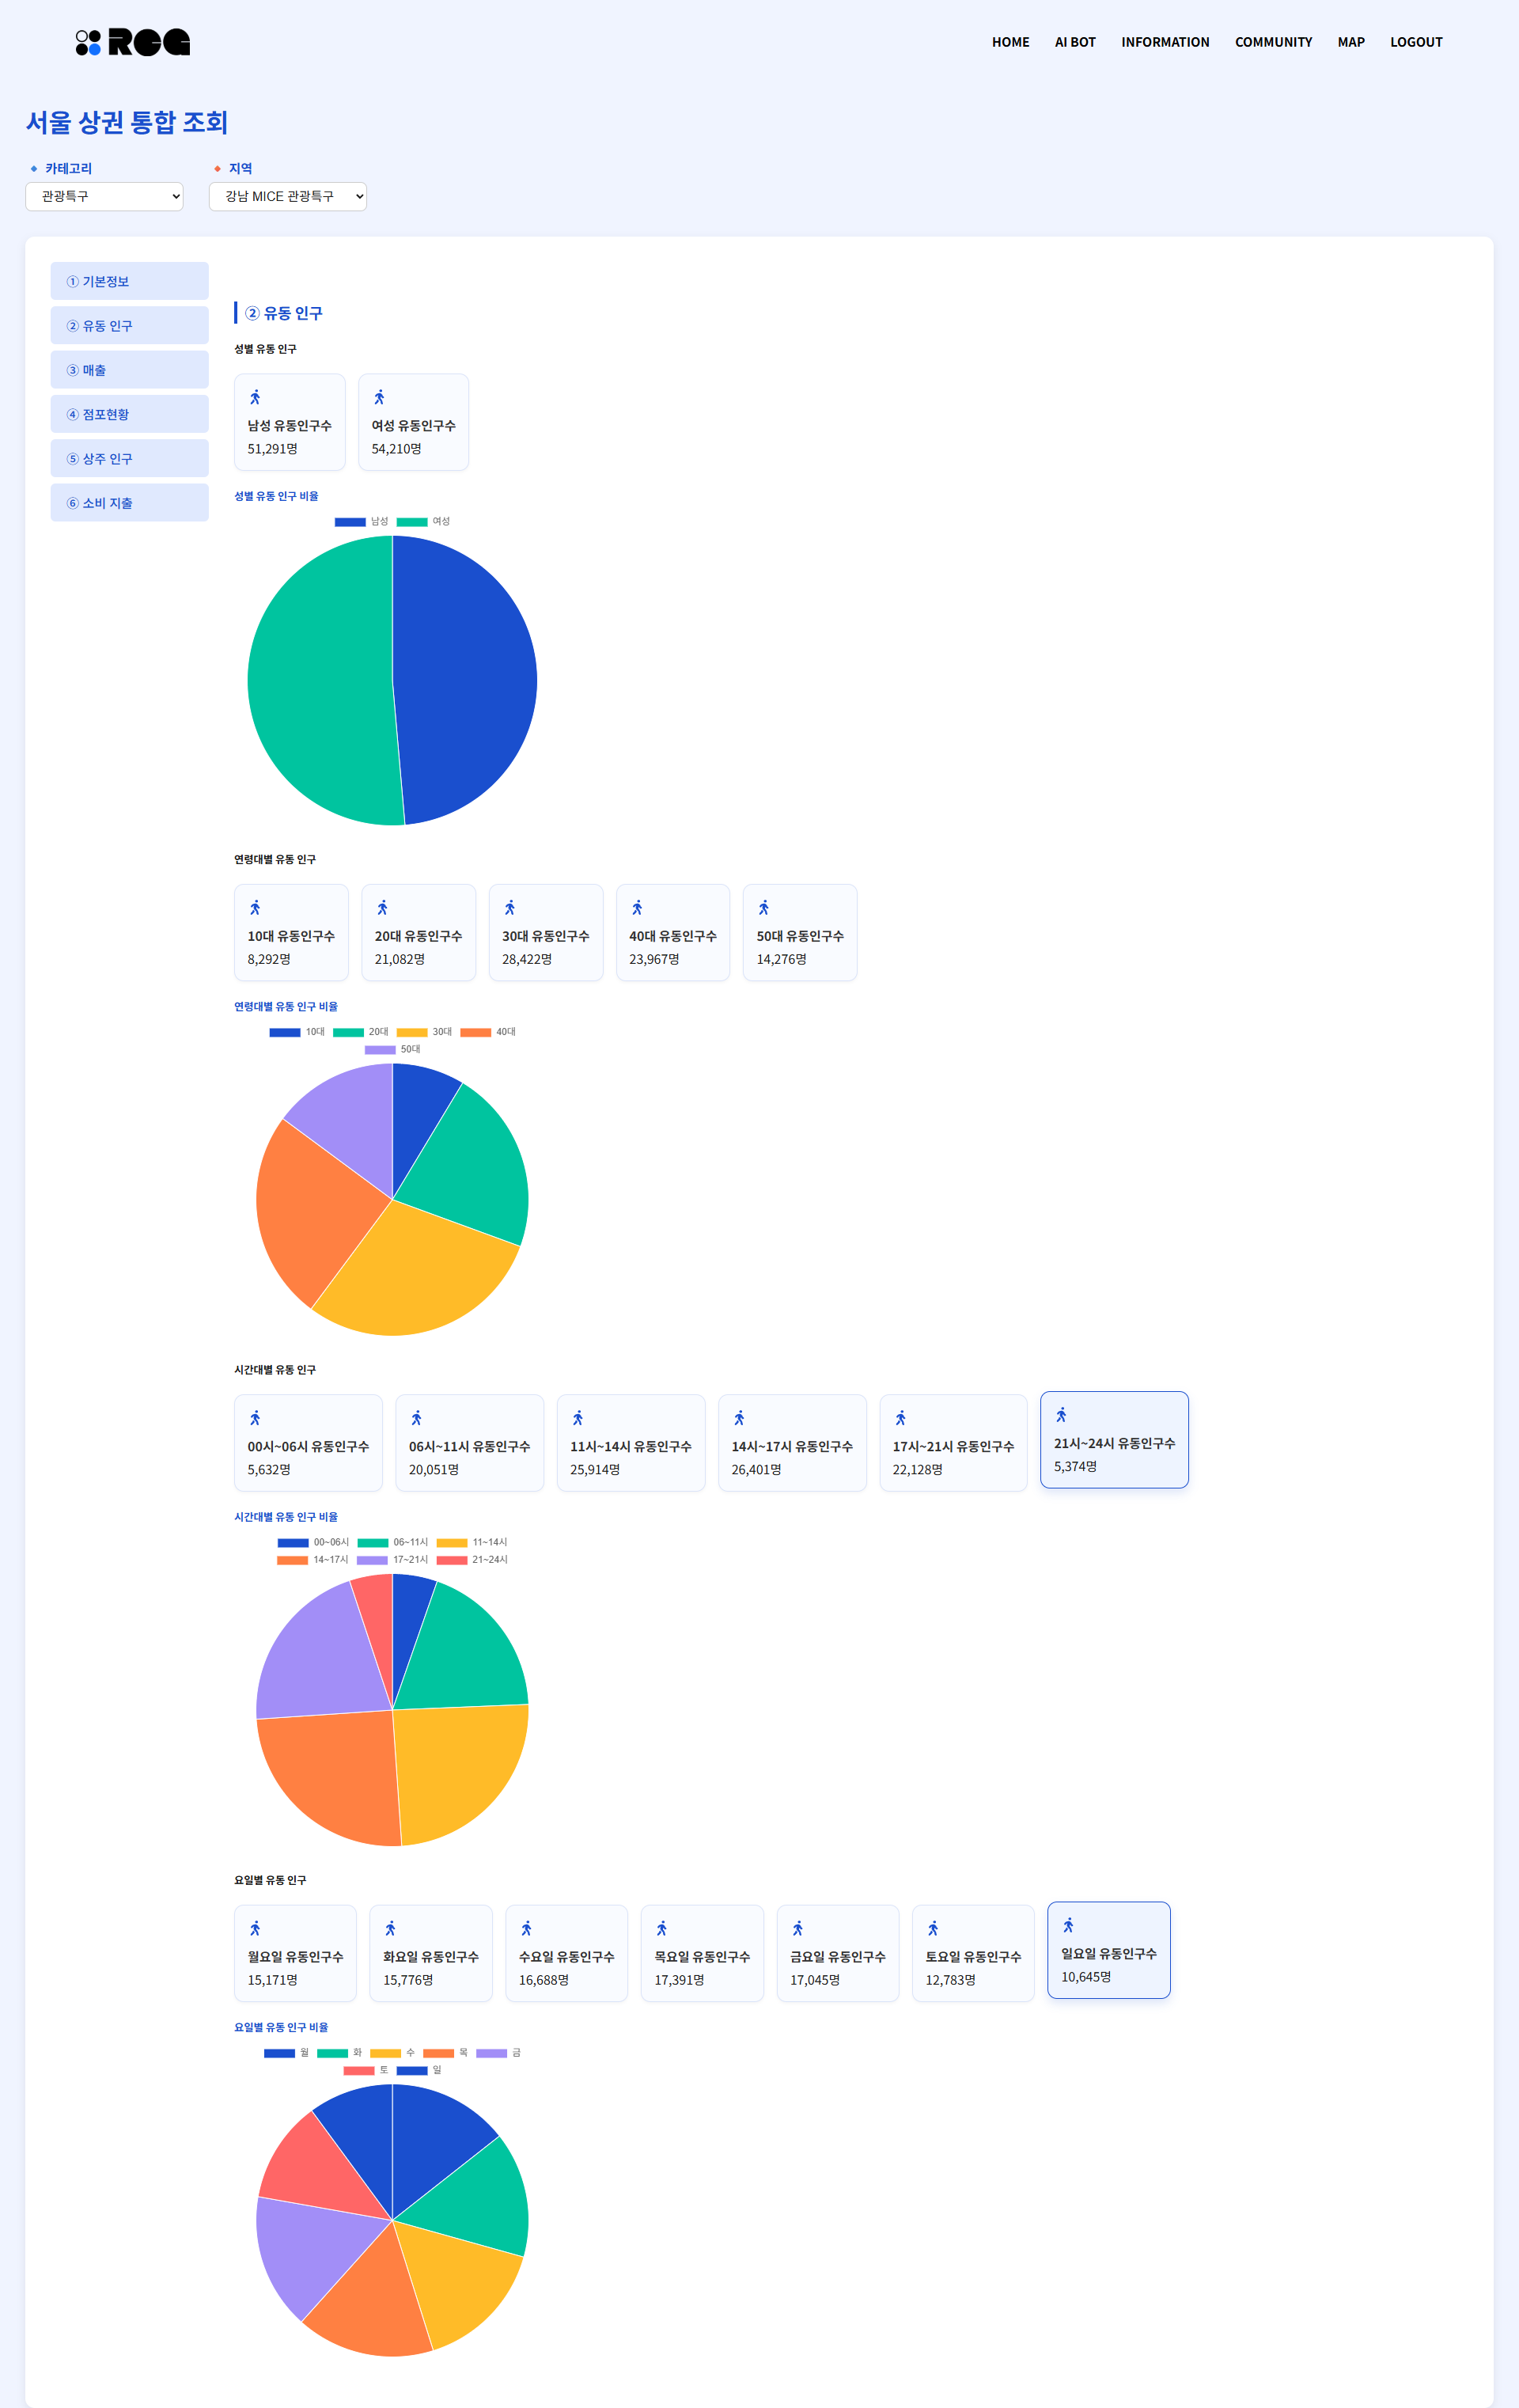 RCG
HOME AI BOT INFORMATION COMMUNITY MAP LOGOUT
서울 상권 통합 조회
카테고리 지역
관광특구 강남 MICE 관광특구
① 기본정보
② 유동 인구
③ 매출
④ 점포현황
⑤ 상주 인구
⑥ 소비 지출
② 유동 인구
성별 유동 인구
남성 유동인구수 여성 유동인구수
51,291명 54,210명
성별 유동 인구 비율
남성 여성
연령대별 유동 인구
10대 유동인구수 20대 유동인구수 30대 유동인구수 40대 유동인구수 50대 유동인구수
8,292명 21,082명 28,422명 23,967명 14,276명
연령대별 유동 인구 비율
10대 20대 30대 40대
50대
시간대별 유동 인구
00시~06시 유동인구수 06시~11시 유동인구수 11시~14시 유동인구수 14시~17시 유동인구수 17시~21시 유동인구수 21시~24시 유동인구수
5,632명 20,051명 25,914명 26,401명 22,128명 5,374명
시간대별 유동 인구 비율
00~06시 06~11시 11~14시
14~17시 17~21시 21~24시
요일별 유동 인구
월요일 유동인구수 화요일 유동인구수 수요일 유동인구수 목요일 유동인구수 금요일 유동인구수 토요일 유동인구수 일요일 유동인구수
15,171명 15,776명 16,688명 17,391명 17,045명 12,783명 10,645명
요일별 유동 인구 비율
월 화 수 목 금
토 일